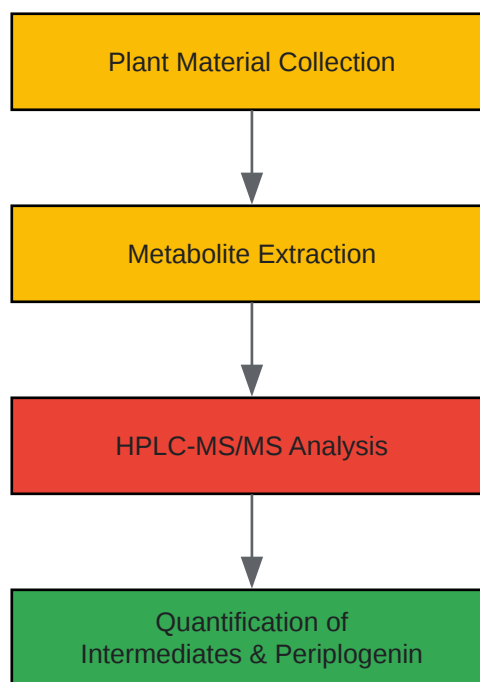 Plant Material Collection
Metabolite Extraction
HPLC-MS/MS Analysis
Quantification of
Intermediates & Periplogenin